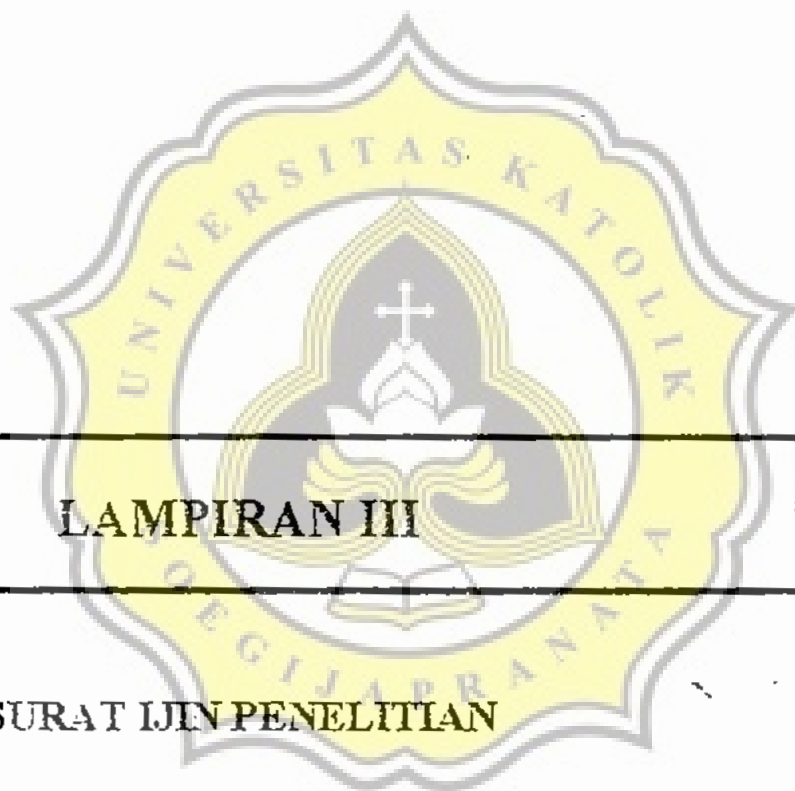 UNIVERSITAS KATOLIK
LAMPIRAN III
SOEGIJAPRANATA
SURAT IJIN PENELITIAN